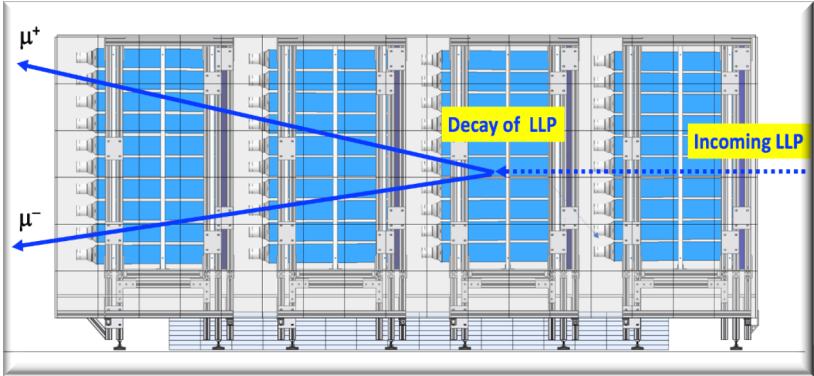 μ⁺
Decay of LLP
Incoming LLP
μ⁻